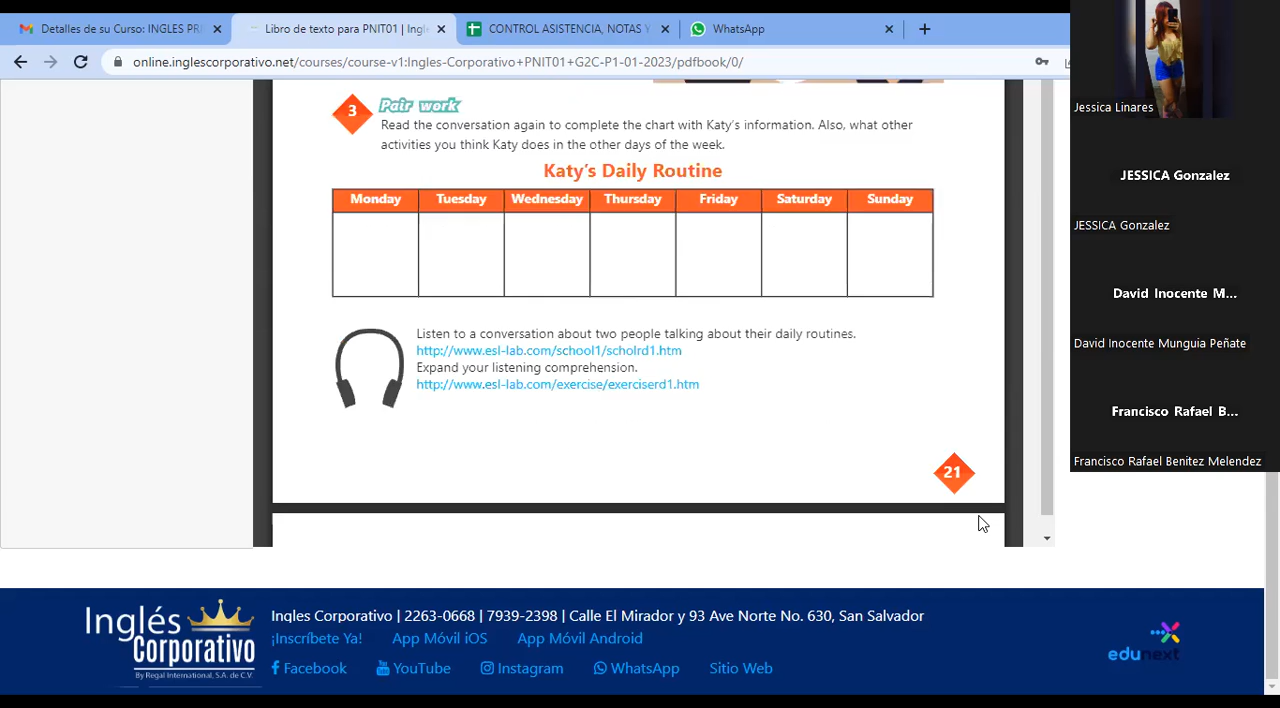 Detalles de su Curso: INGLES PR
Libro de texto para PNIT01 | Ingl
CONTROL ASISTENCIA, NOTAS Y
WhatsApp
online.inglescorporativo.net/courses/course-v1:Ingles-Corporativo+PNIT01+G2C-P1-01-2023/pdfbook/0/
3 Pair work
Read the conversation again to complete the chart with Katy's information. Also, what other
activities you think Katy does in the other days of the week.
Katy's Daily Routine
Monday Tuesday Wednesday Thursday Friday Saturday Sunday
Listen to a conversation about two people talking about their daily routines.
http://www.esl-lab.com/school1/scholrd1.htm
Expand your listening comprehension.
http://www.esl-lab.com/exercise/exerciserd1.htm
21
Jessica Linares
JESSICA Gonzalez
JESSICA Gonzalez
David Inocente M...
David Inocente Munguia Peñate
Francisco Rafael B...
Francisco Rafael Benitez Melendez
Inglés
Corporativo
By Regal International, S.A. de C.V.
Ingles Corporativo | 2263-0668 | 7939-2398 | Calle El Mirador y 93 Ave Norte No. 630, San Salvador
¡Inscríbete Ya! App Móvil iOS App Móvil Android
Facebook YouTube Instagram WhatsApp Sitio Web
edunext